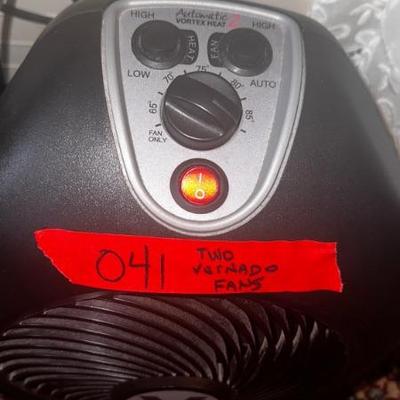 Automatic 2
VORTEX HEAT
HIGH
HIGH
HEAT
FAN
LOW
AUTO
65° 70° 75° 80° 85°
FAN
ONLY
I
O
041
TWO
VORNADO
FANS